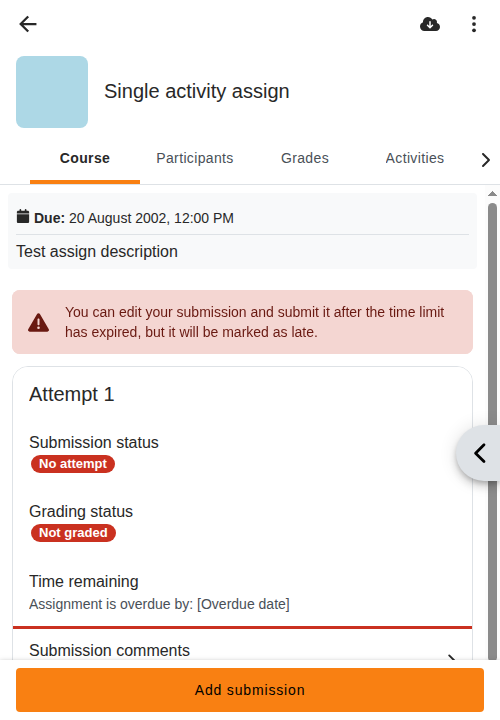 Single activity assign
Course
Participants
Grades
Activities
Due: 20 August 2002, 12:00 PM
Test assign description
You can edit your submission and submit it after the time limit
has expired, but it will be marked as late.
Attempt 1
Submission status
No attempt
Grading status
Not graded
Time remaining
Assignment is overdue by: [Overdue date]
Submission comments
Add submission